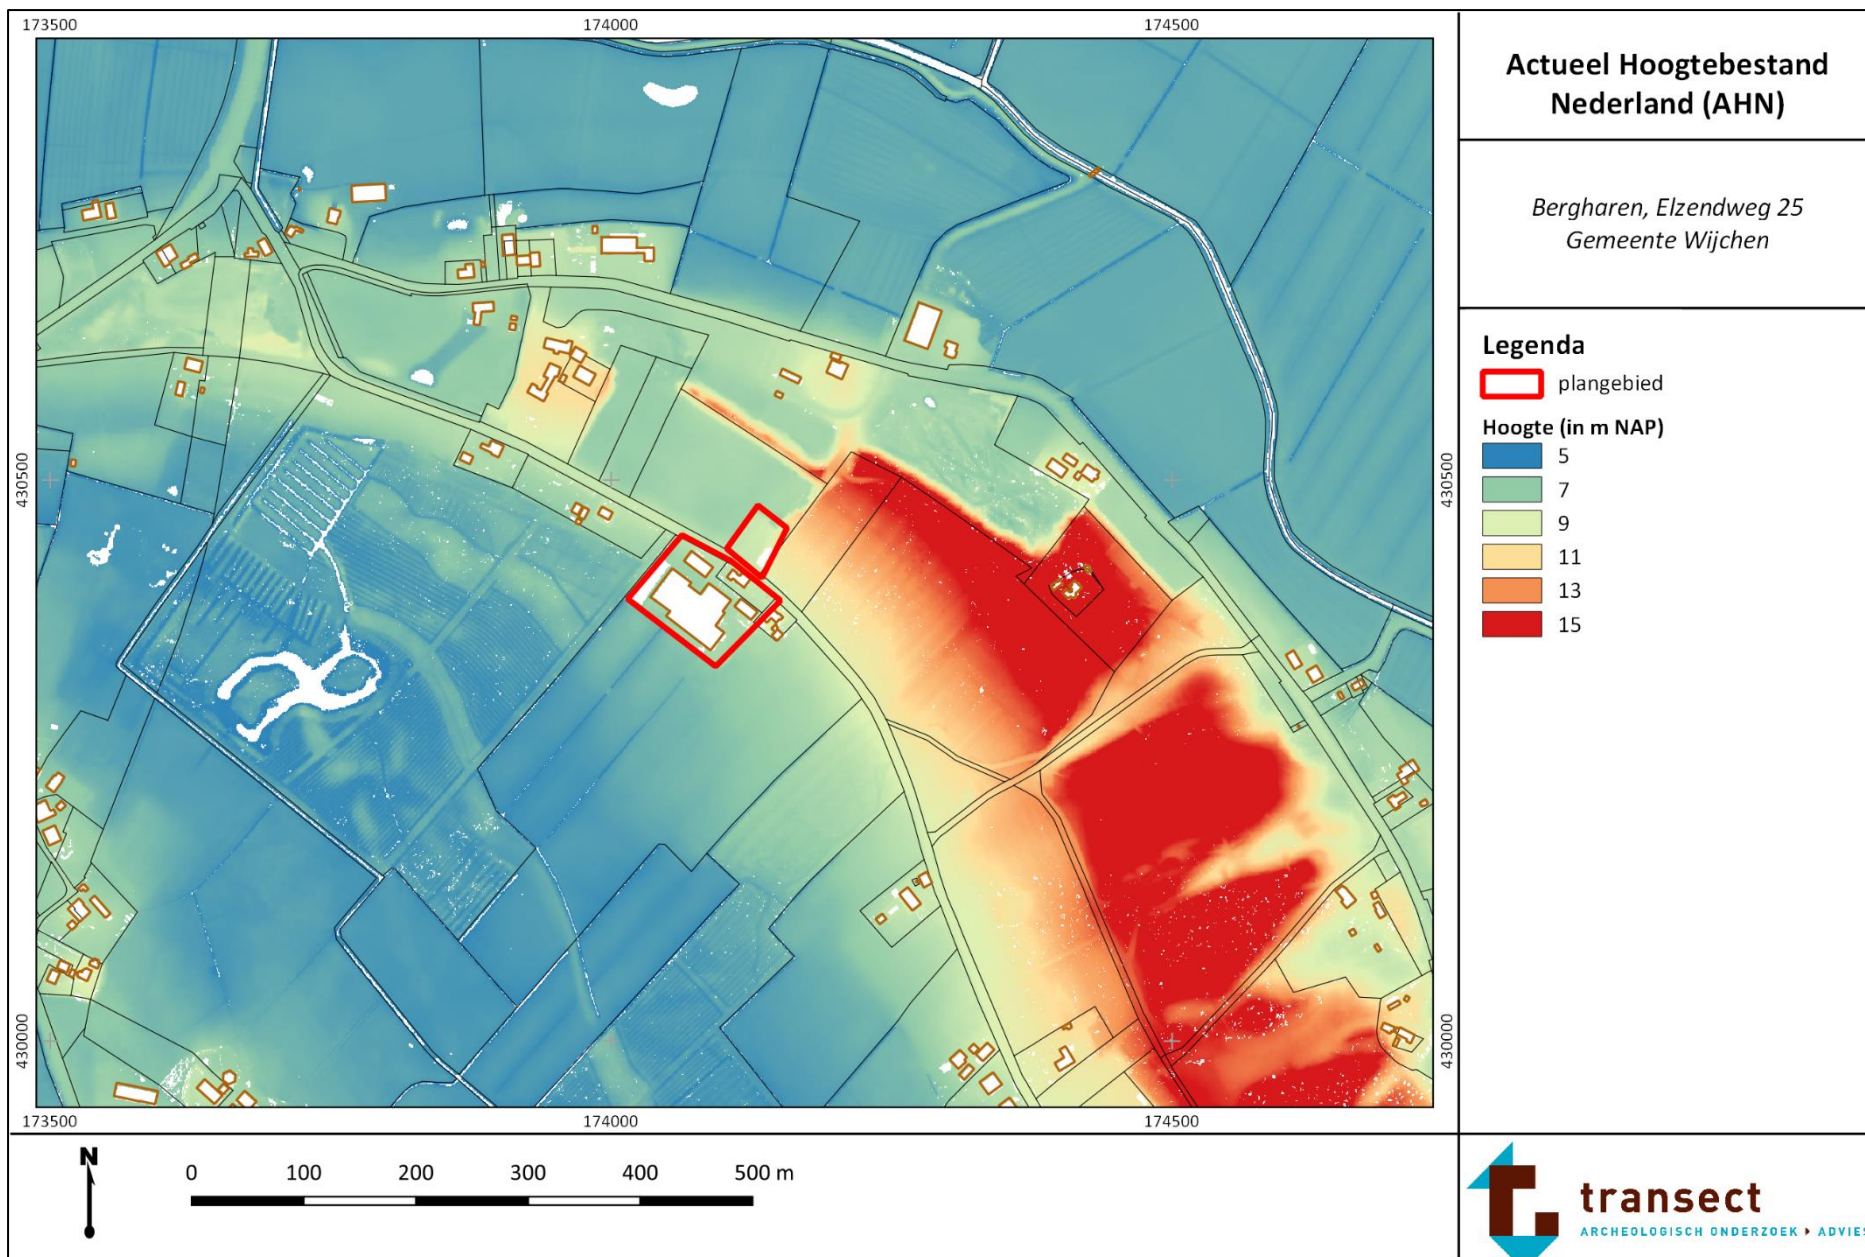 173500
174000
174500
430500
430500
430000
430000
173500
174000
174500
N
0 100 200 300 400 500 m
Actueel Hoogtebestand
Nederland (AHN)
Bergharen, Elzendweg 25
Gemeente Wijchen
Legenda
plangebied
Hoogte (in m NAP)
5
7
9
11
13
15
transect
ARCHEOLOGISCH ONDERZOEK ▸ ADVIES